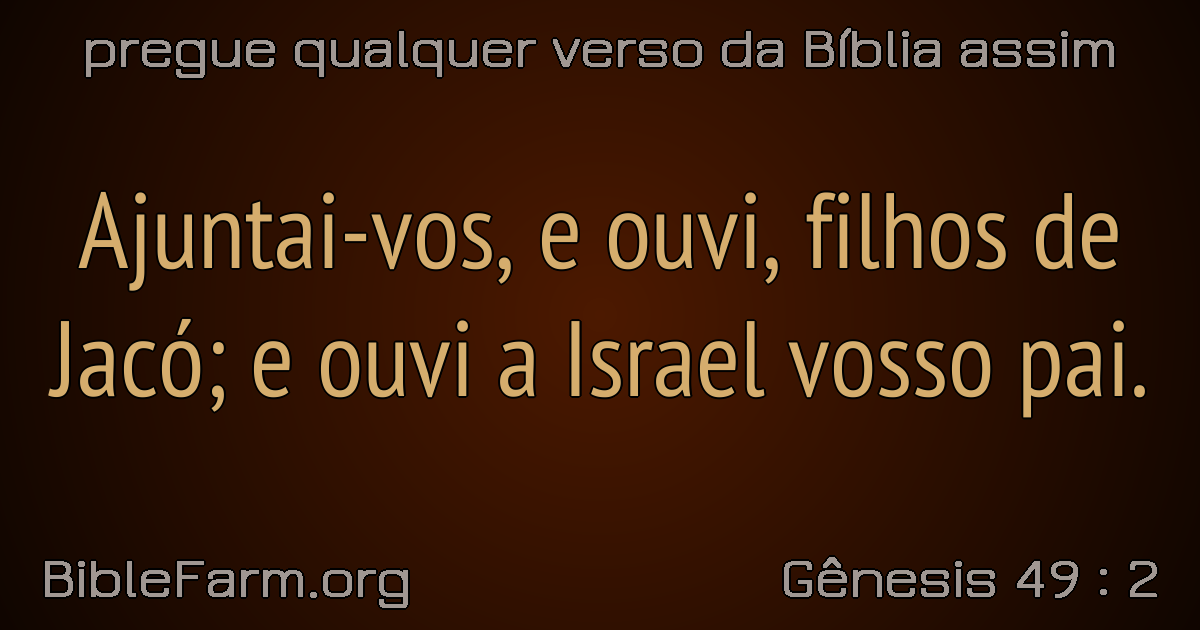 pregue qualquer verso da Bíblia assim
Ajuntai-vos, e ouvi, filhos de
Jacó; e ouvi a Israel vosso pai.
BibleFarm.org
Gênesis 49 : 2